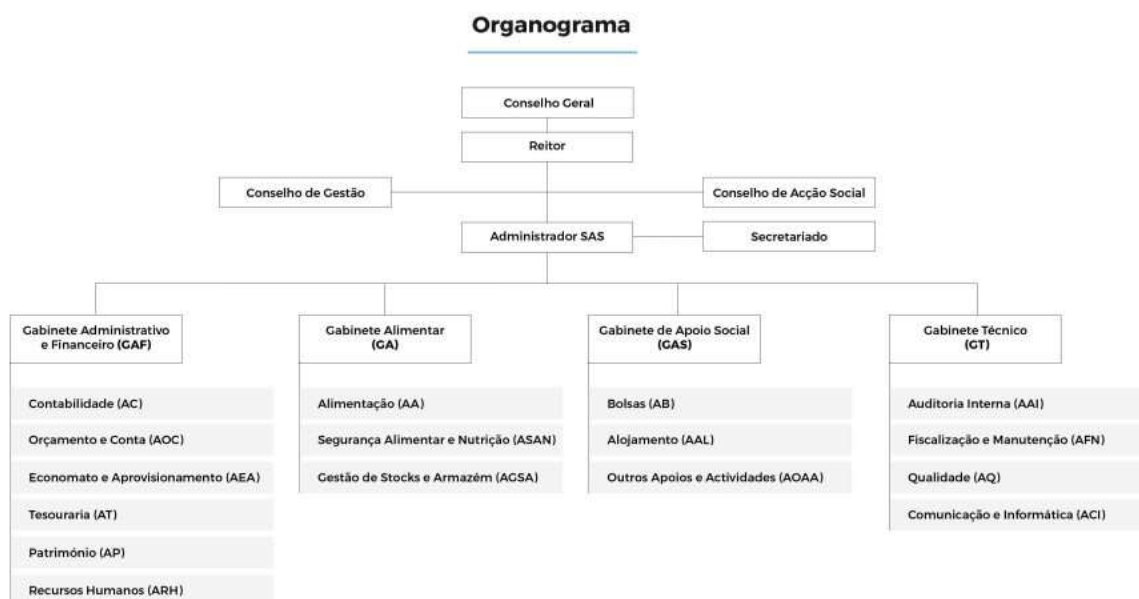 Organograma
Conselho Geral
Reitor
Conselho de Gestão
Conselho de Acção Social
Administrador SAS
Secretariado
Gabinete Administrativo
e Financeiro (GAF)
Contabilidade (AC)
Orçamento e Conta (AOC)
Economato e Aprovisionamento (AEA)
Tesouraria (AT)
Património (AP)
Recursos Humanos (ARH)
Gabinete Alimentar
(GA)
Alimentação (AA)
Segurança Alimentar e Nutrição (ASAN)
Gestão de Stocks e Armazém (AGSA)
Gabinete de Apoio Social
(GAS)
Bolsas (AB)
Alojamento (AAL)
Outros Apoios e Actividades (AOAA)
Gabinete Técnico
(GT)
Auditoria Interna (AAI)
Fiscalização e Manutenção (AFN)
Qualidade (AQ)
Comunicação e Informática (ACI)